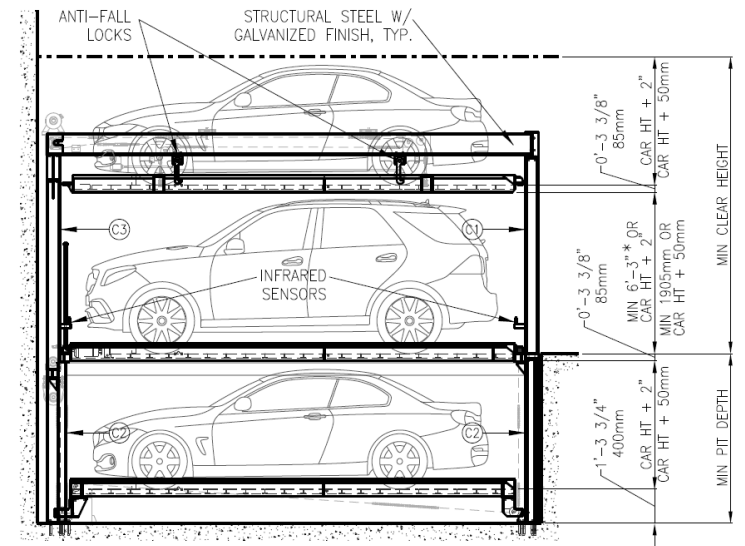 ANTI-FALL
LOCKS
STRUCTURAL STEEL W/
GALVANIZED FINISH, TYP.
0'-3 3/8"
85mm
CAR HT + 2"
CAR HT + 50mm
MIN CLEAR HEIGHT
C3
C1
INFRARED
SENSORS
0'-3 3/8"
85mm
MIN 6'-3"* OR
CAR HT + 2"
MIN 1905mm OR
CAR HT + 50mm
C2
C2
1'-3 3/4"
400mm
CAR HT + 2"
CAR HT + 50mm
MIN PIT DEPTH